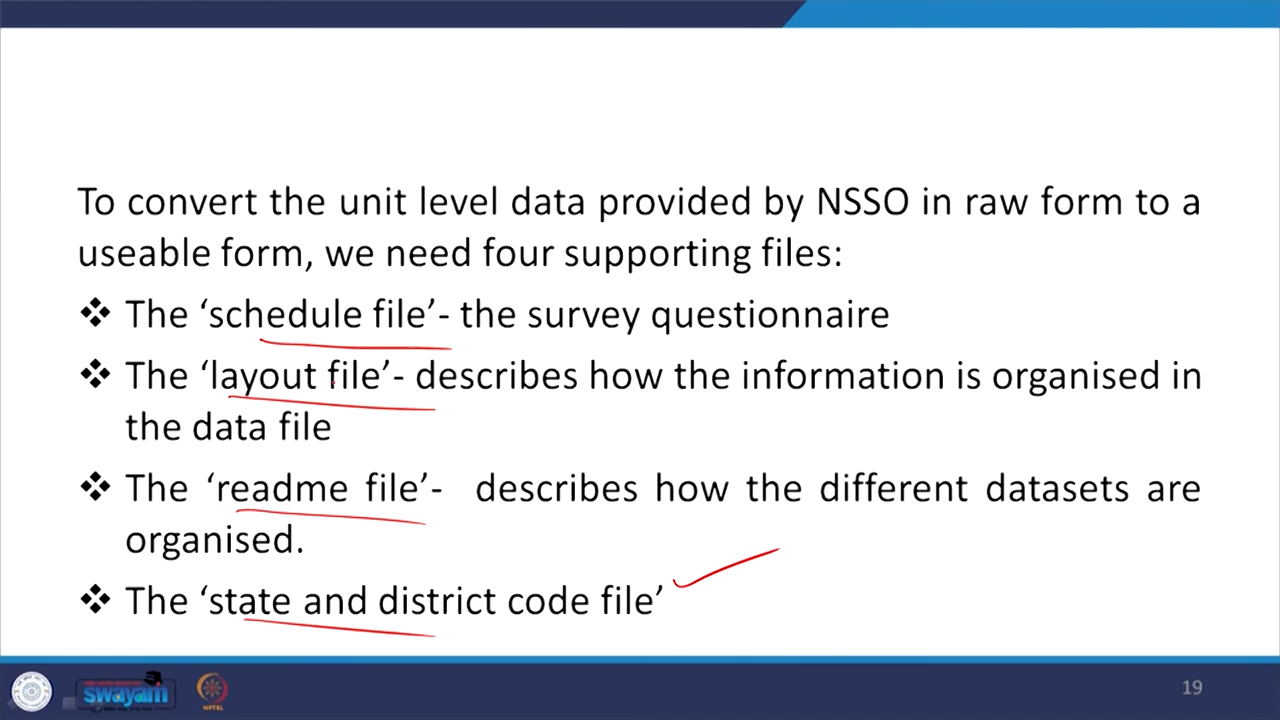 To convert the unit level data provided by NSSO in raw form to a
useable form, we need four supporting files:
❖ The ‘schedule file’- the survey questionnaire
❖ The ‘layout file’- describes how the information is organised in
the data file
❖ The ‘readme file’- describes how the different datasets are
organised.
❖ The ‘state and district code file’
swayam
NPTEL
19